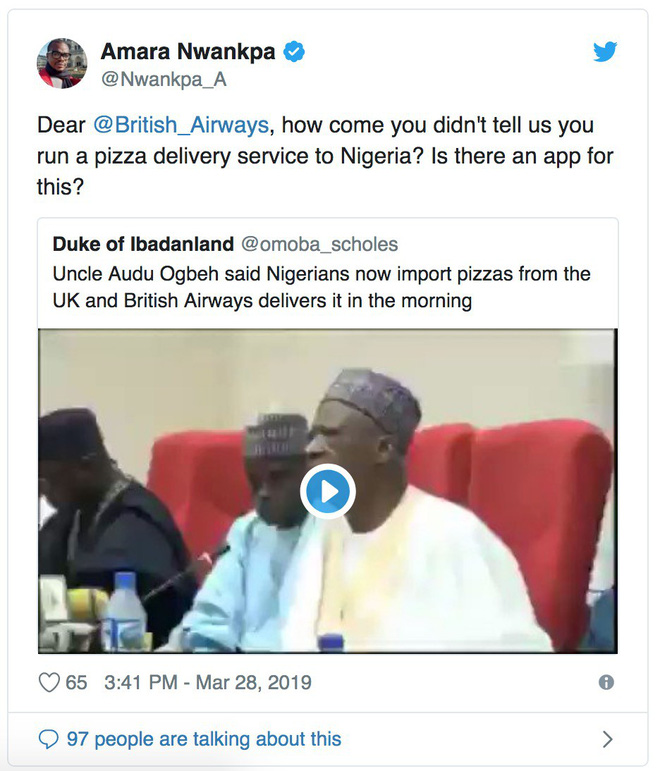 Amara Nwankpa
@Nwankpa_A
Dear @British_Airways, how come you didn't tell us you
run a pizza delivery service to Nigeria? Is there an app for
this?
Duke of Ibadanland @omoba_scholes
Uncle Audu Ogbeh said Nigerians now import pizzas from the
UK and British Airways delivers it in the morning
65 3:41 PM - Mar 28, 2019
97 people are talking about this